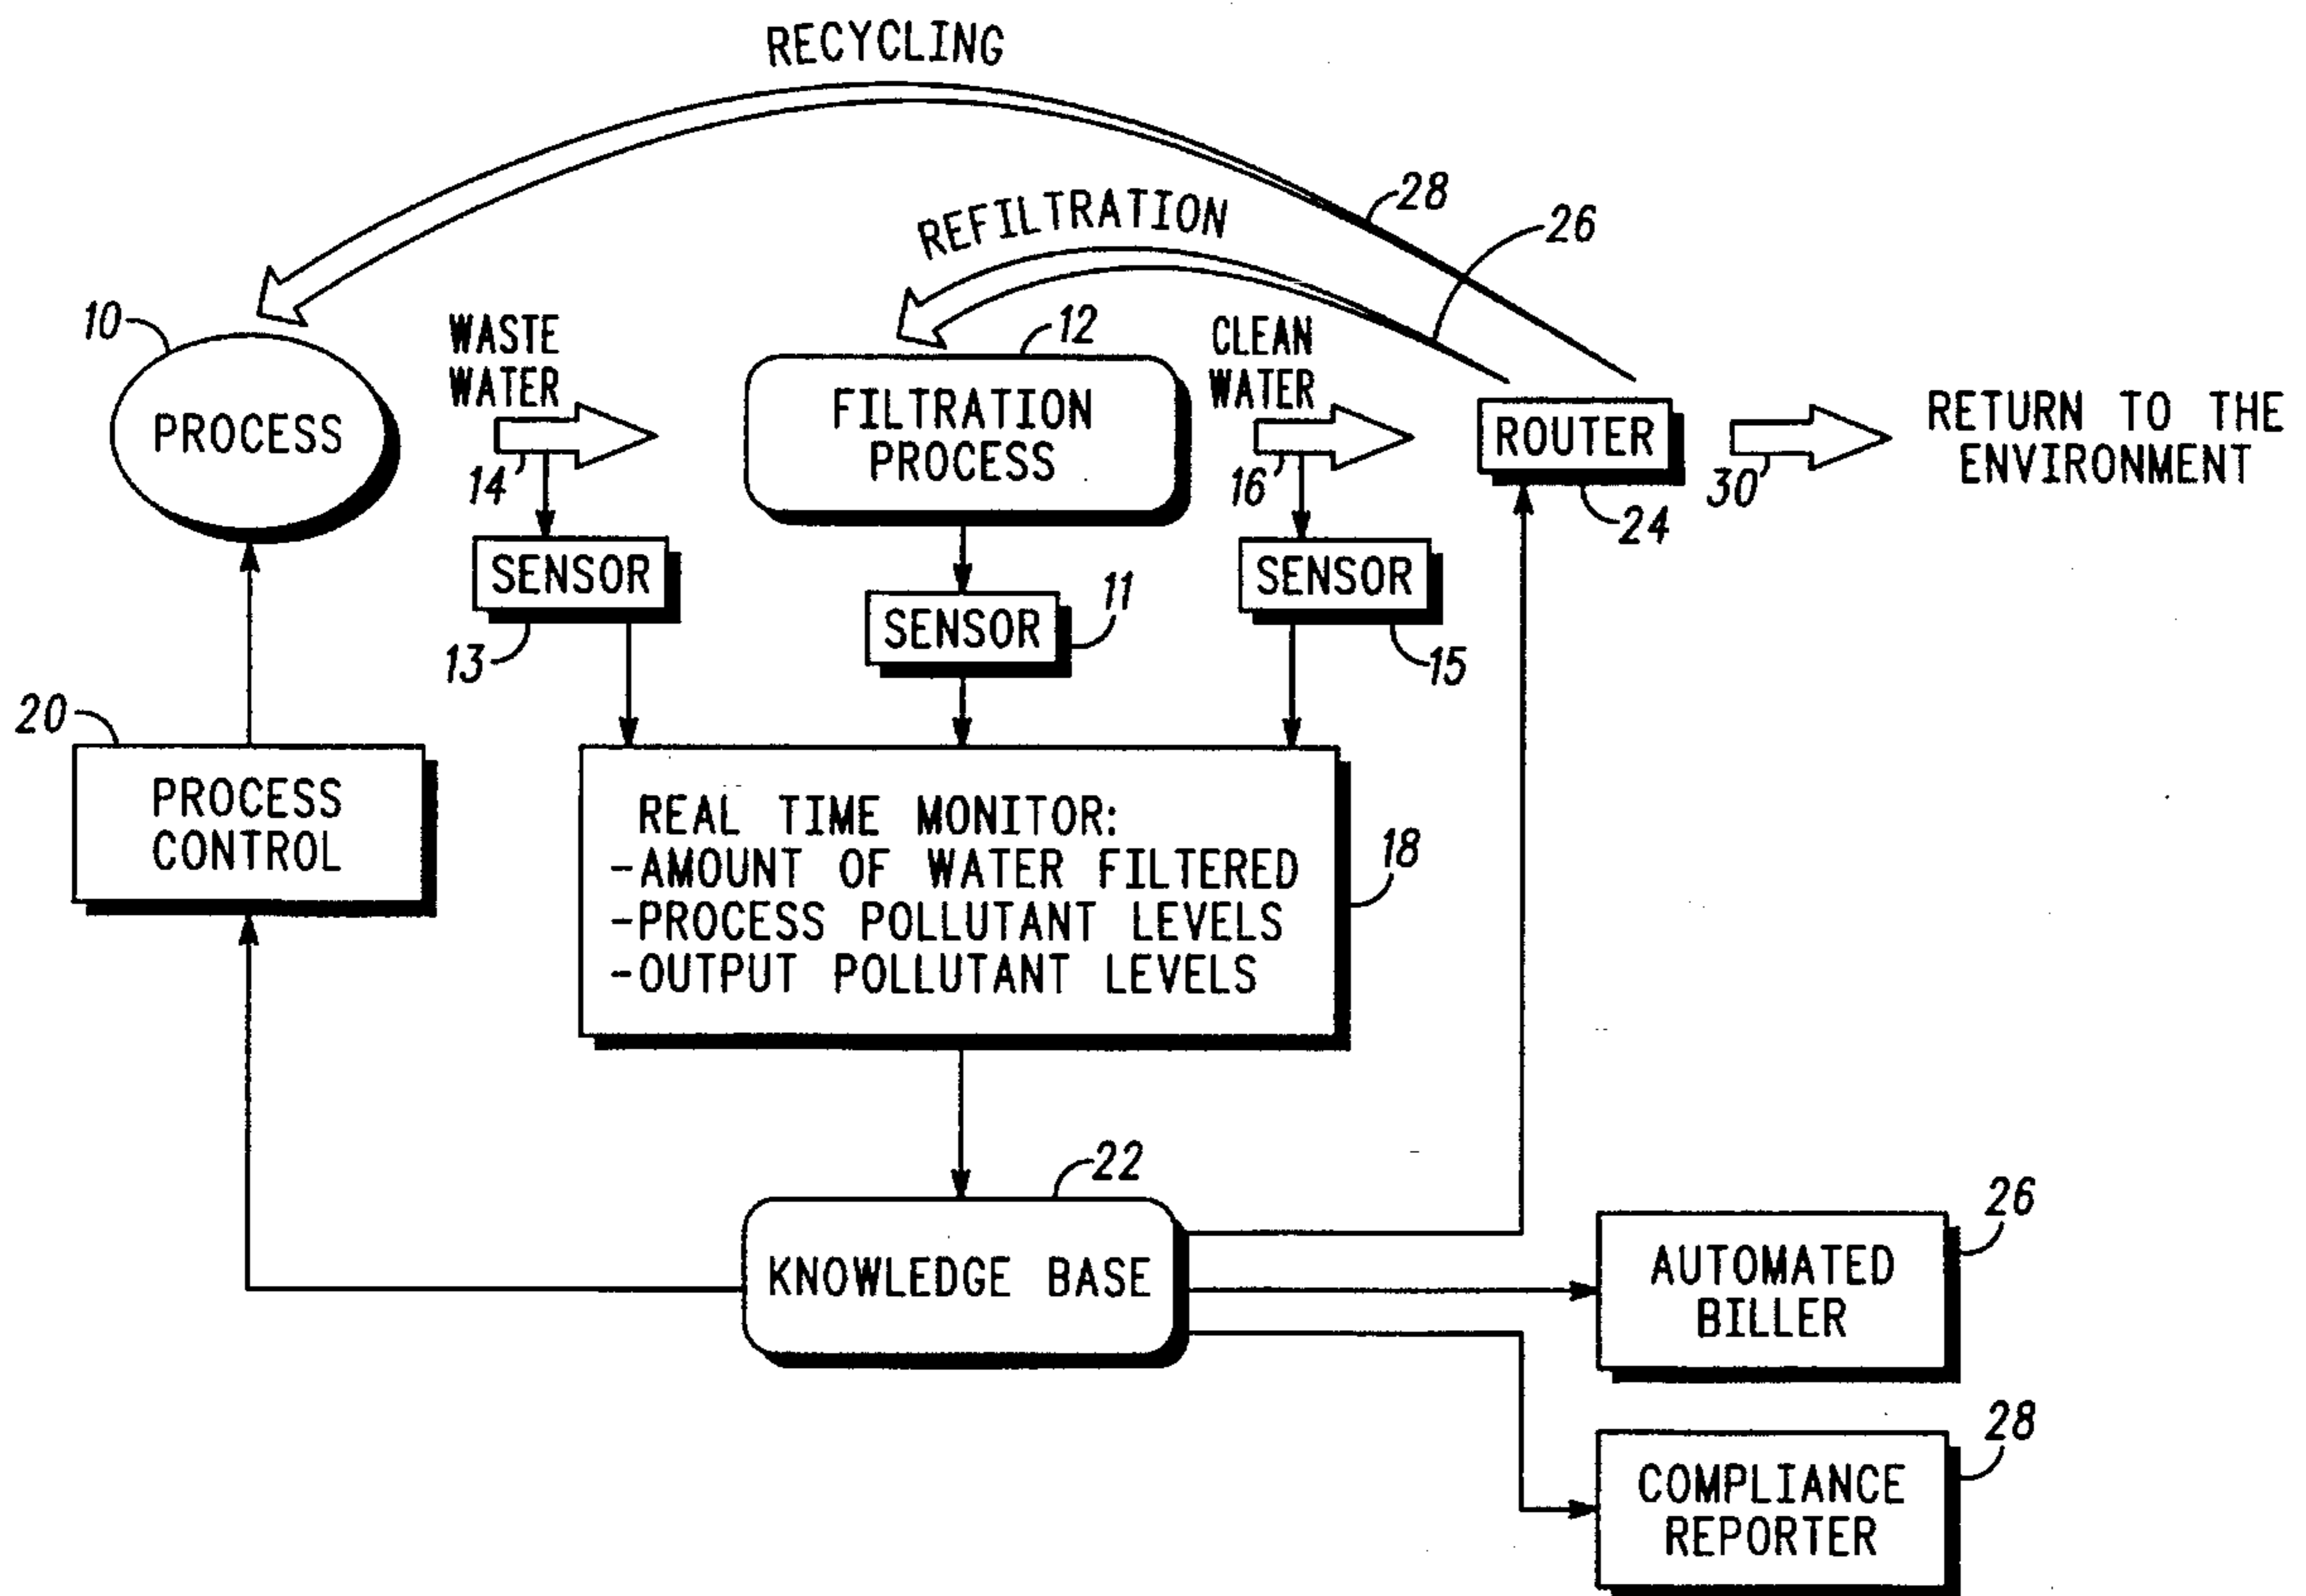 RECYCLING
28
REFILTRATION
26
10
WASTE
WATER
12
CLEAN
WATER
PROCESS
FILTRATION
PROCESS
ROUTER
RETURN TO THE
ENVIRONMENT
14
16
30
24
SENSOR
SENSOR
11
SENSOR
13
15
20
PROCESS
CONTROL
REAL TIME MONITOR:
-AMOUNT OF WATER FILTERED
-PROCESS POLLUTANT LEVELS
-OUTPUT POLLUTANT LEVELS
18
22
KNOWLEDGE BASE
26
AUTOMATED
BILLER
28
COMPLIANCE
REPORTER